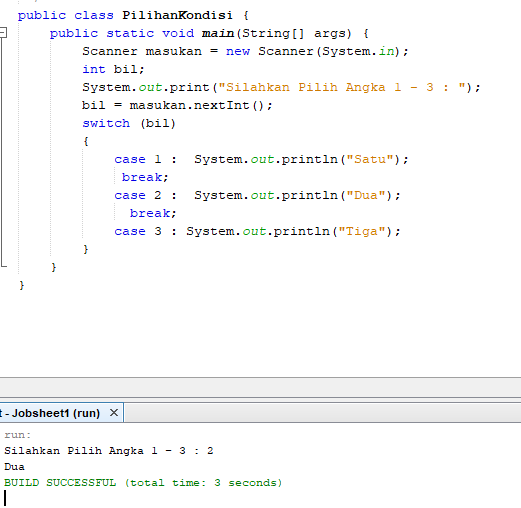 public class PilihanKondisi {
public static void main(String[] args) {
Scanner masukan = new Scanner(System.in);
int bil;
System.out.print("Silahkan Pilih Angka 1 - 3 : ");
bil = masukan.nextInt();
switch (bil)
{
case 1 :  System.out.println("Satu");
break;
case 2 :  System.out.println("Dua");
break;
case 3 : System.out.println("Tiga");
}
}
}
t - Jobsheet1 (run) ×
run:
Silahkan Pilih Angka 1 - 3 : 2
Dua
BUILD SUCCESSFUL (total time: 3 seconds)